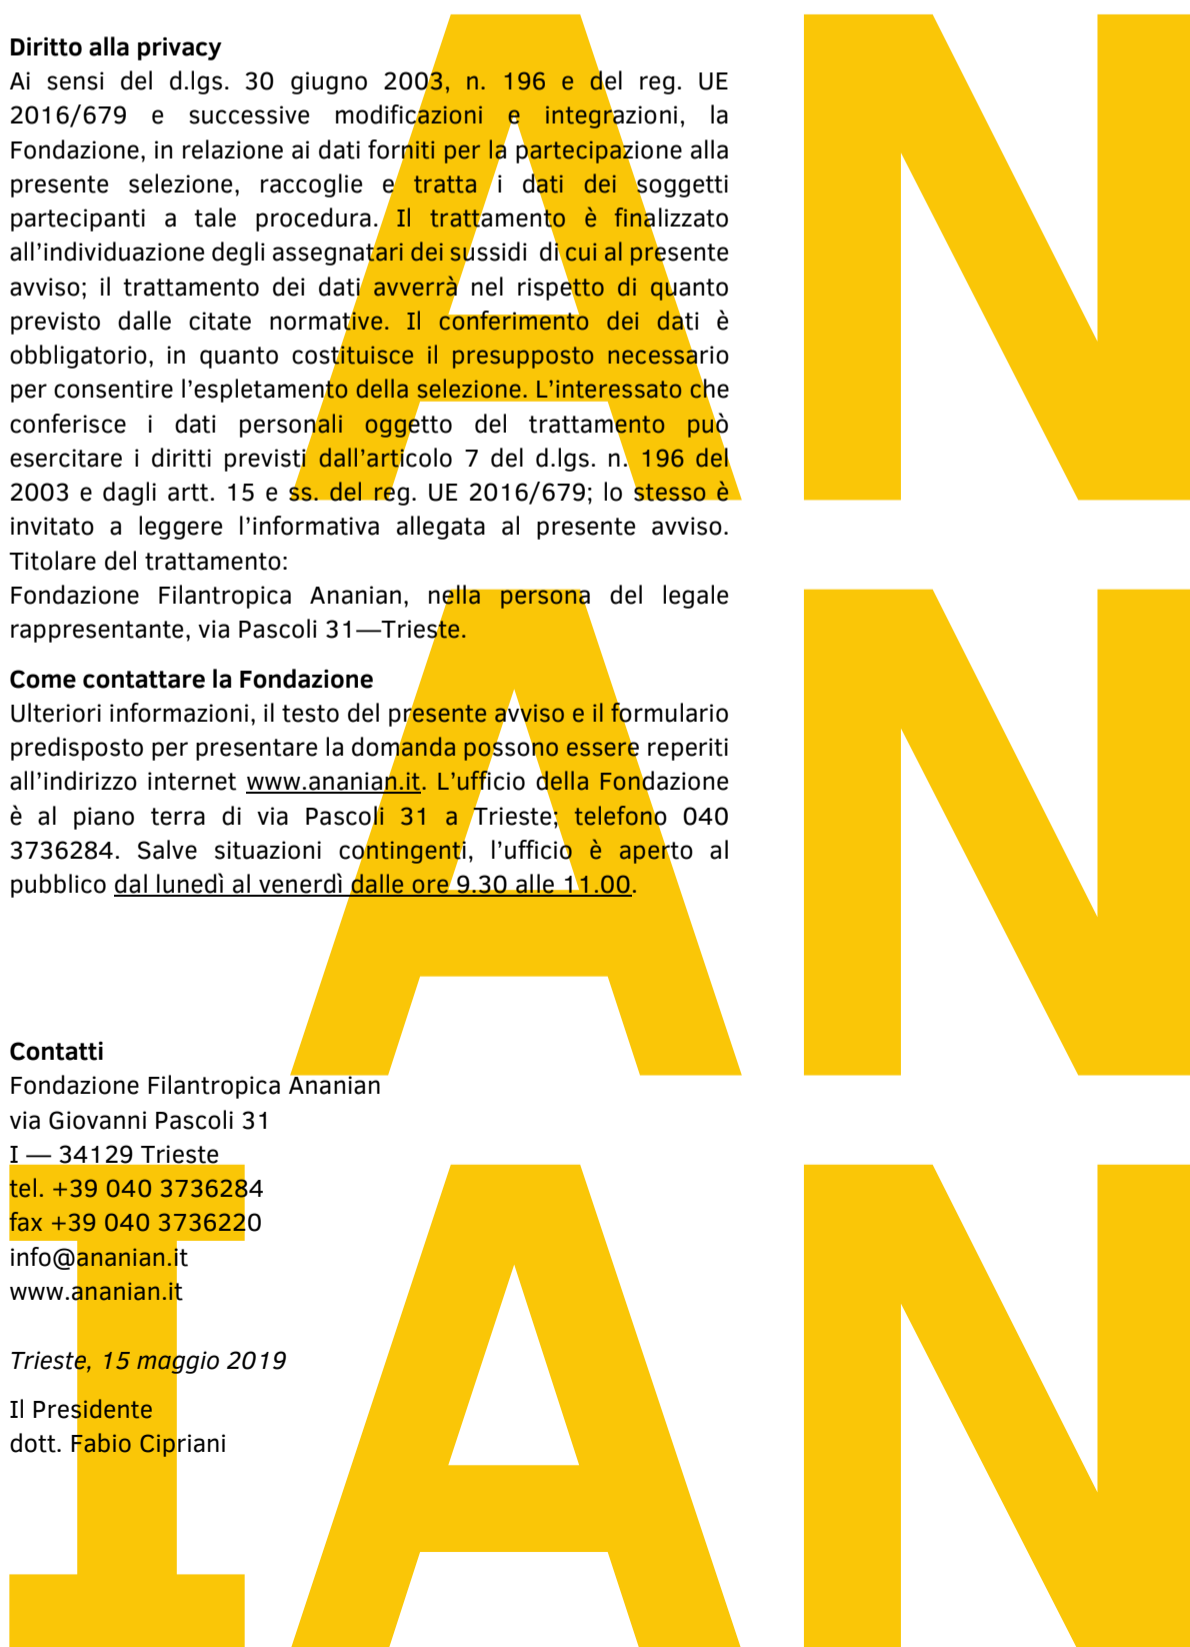 Diritto alla privacy
Ai sensi del d.lgs. 30 giugno 2003, n. 196 e del reg. UE
2016/679 e successive modificazioni e integrazioni, la
Fondazione, in relazione ai dati forniti per la partecipazione alla
presente selezione, raccoglie e tratta i dati dei soggetti
partecipanti a tale procedura. Il trattamento è finalizzato
all’individuazione degli assegnatari dei sussidi di cui al presente
avviso; il trattamento dei dati avverrà nel rispetto di quanto
previsto dalle citate normative. Il conferimento dei dati è
obbligatorio, in quanto costituisce il presupposto necessario
per consentire l’espletamento della selezione. L’interessato che
conferisce i dati personali oggetto del trattamento può
esercitare i diritti previsti dall’articolo 7 del d.lgs. n. 196 del
2003 e dagli artt. 15 e ss. del reg. UE 2016/679; lo stesso è
invitato a leggere l’informativa allegata al presente avviso.
Titolare del trattamento:
Fondazione Filantropica Ananian, nella persona del legale
rappresentante, via Pascoli 31—Trieste.
Come contattare la Fondazione
Ulteriori informazioni, il testo del presente avviso e il formulario
predisposto per presentare la domanda possono essere reperiti
all’indirizzo internet www.ananian.it. L’ufficio della Fondazione
è al piano terra di via Pascoli 31 a Trieste; telefono 040
3736284. Salve situazioni contingenti, l’ufficio è aperto al
pubblico dal lunedì al venerdì dalle ore 9.30 alle 11.00.
Contatti
Fondazione Filantropica Ananian
via Giovanni Pascoli 31
I — 34129 Trieste
tel. +39 040 3736284
fax +39 040 3736220
info@ananian.it
www.ananian.it
Trieste, 15 maggio 2019
Il Presidente
dott. Fabio Cipriani
AN
AN
IAN